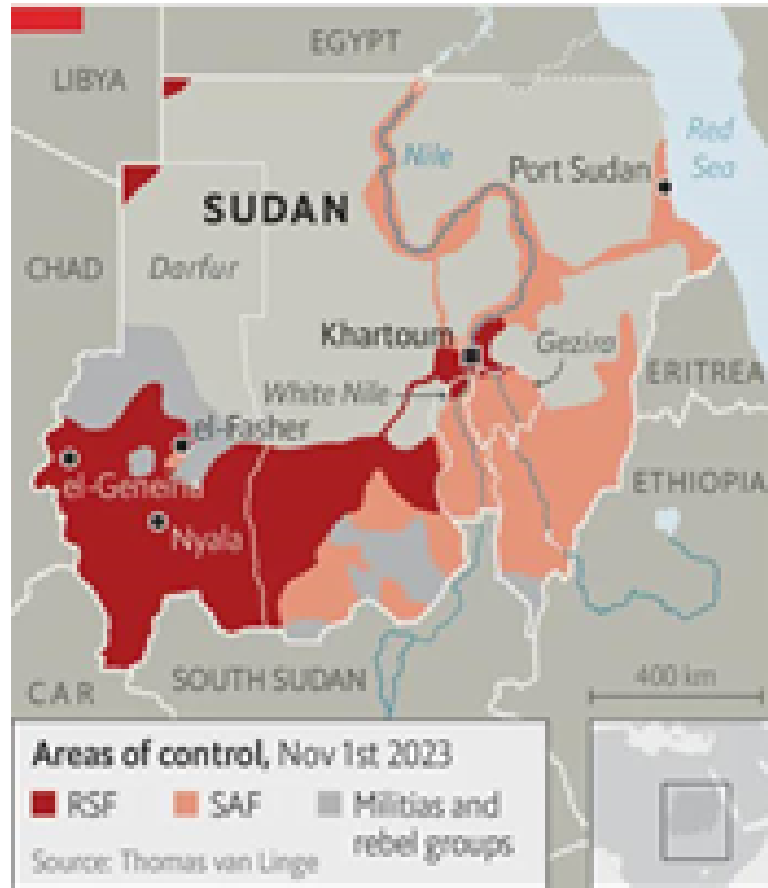 EGYPT
LIBYA
Red
Sea
Nile
Port Sudan
SUDAN
CHAD
Darfur
Khartoum
Gezira
White Nile
ERITREA
el-Fasher
el-Geneina
ETHIOPIA
Nyala
SOUTH SUDAN
400 km
CAR
Areas of control, Nov 1st 2023
RSF SAF Militias and
rebel groups
Source: Thomas van Linge